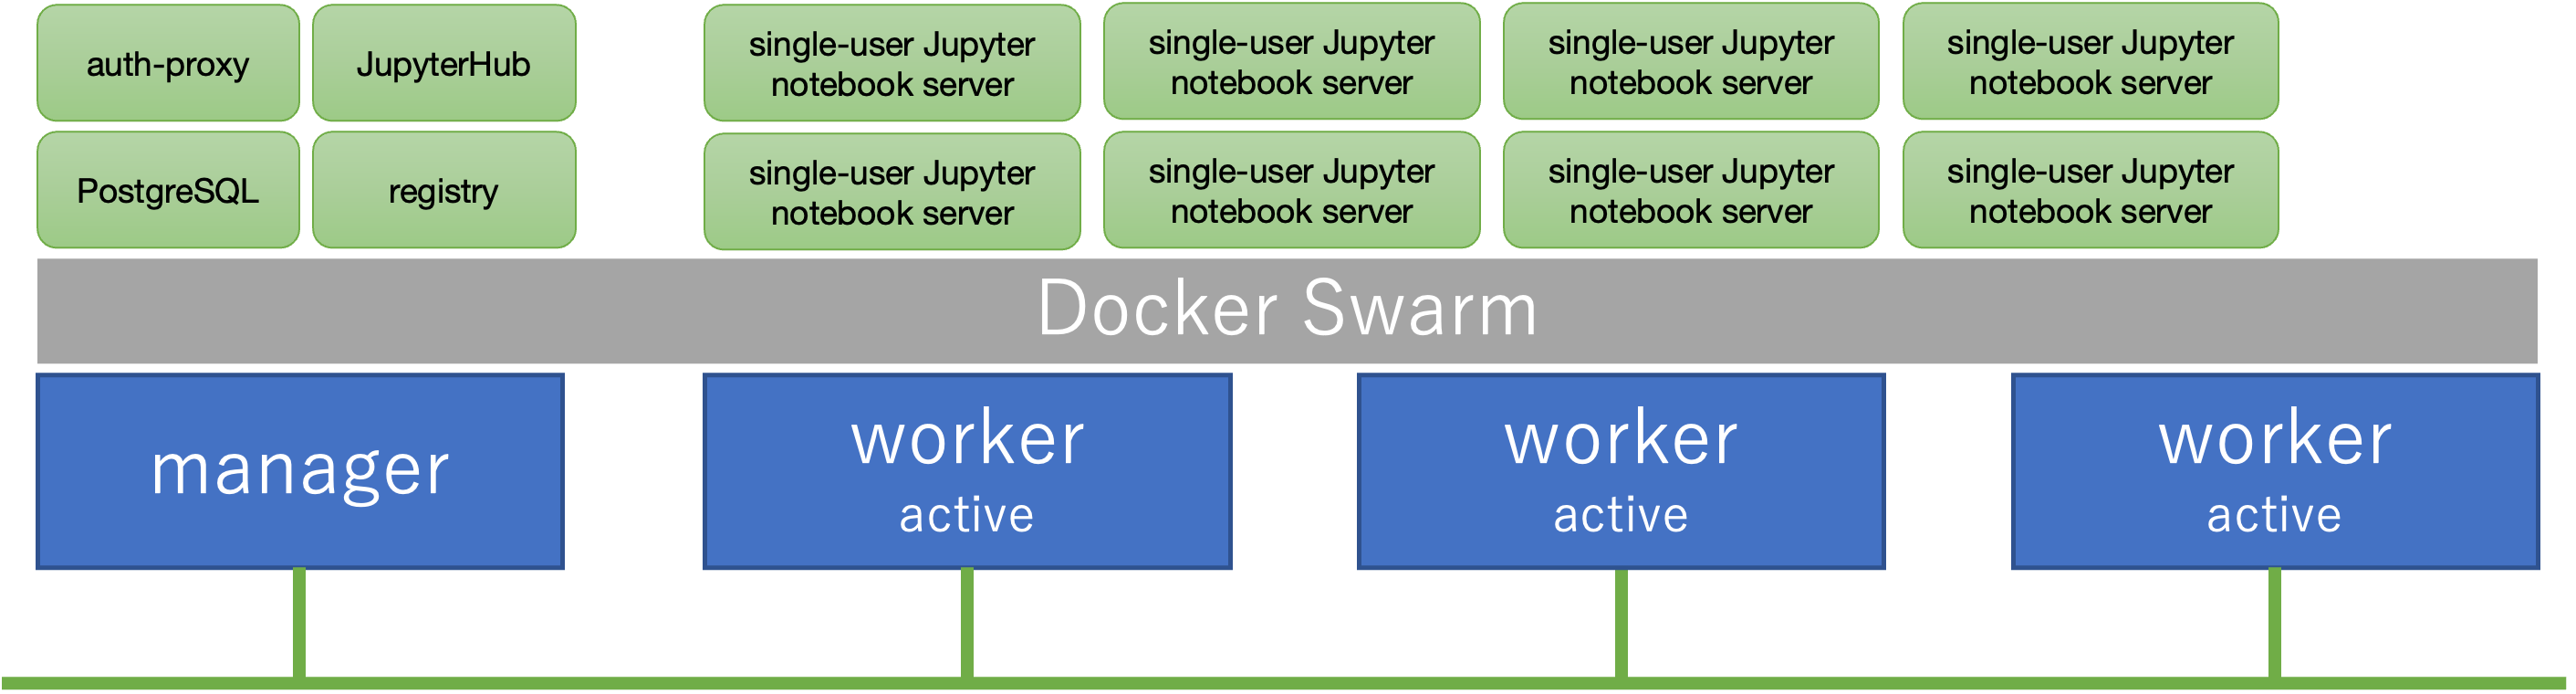 auth-proxy
JupyterHub
PostgreSQL
registry
single-user Jupyter
notebook server
single-user Jupyter
notebook server
single-user Jupyter
notebook server
single-user Jupyter
notebook server
single-user Jupyter
notebook server
single-user Jupyter
notebook server
single-user Jupyter
notebook server
single-user Jupyter
notebook server
Docker Swarm
manager
worker
active
worker
active
worker
active